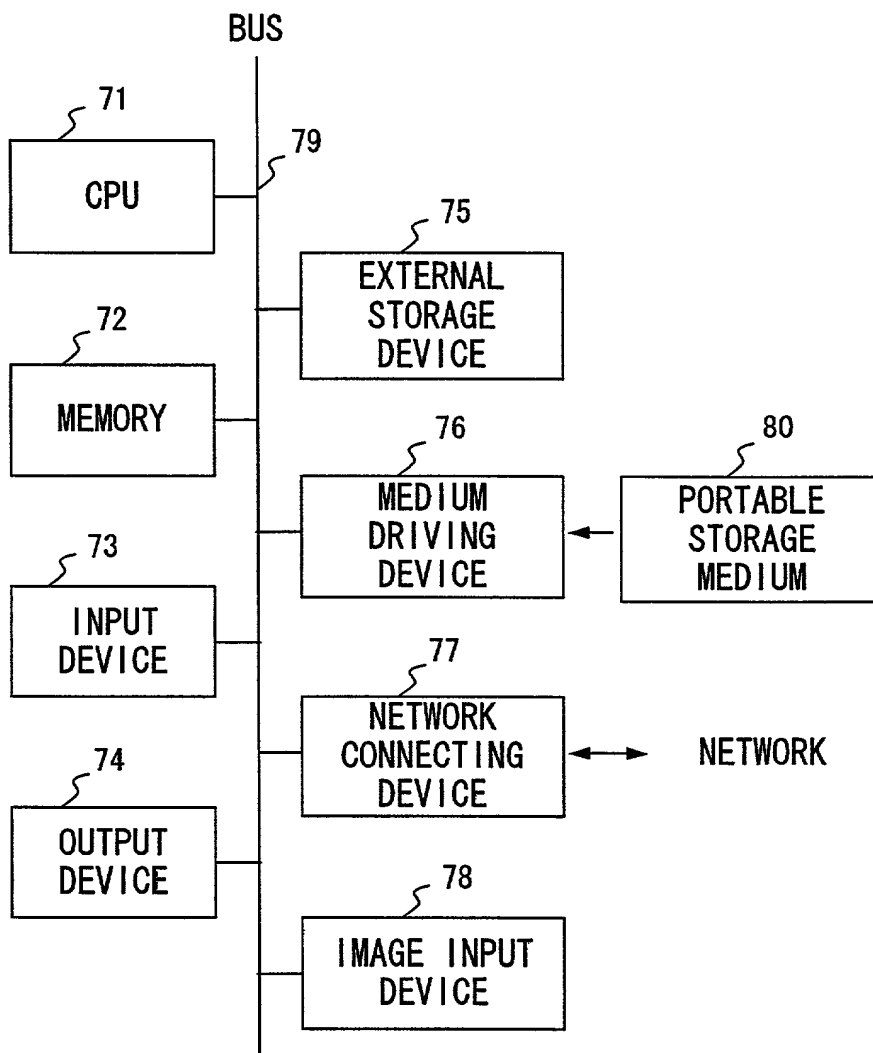 BUS
71
79
CPU
75
EXTERNAL
STORAGE
DEVICE
72
MEMORY
76
80
MEDIUM
DRIVING
DEVICE
PORTABLE
STORAGE
MEDIUM
73
INPUT
DEVICE
77
NETWORK
CONNECTING
DEVICE
NETWORK
74
OUTPUT
DEVICE
78
IMAGE INPUT
DEVICE